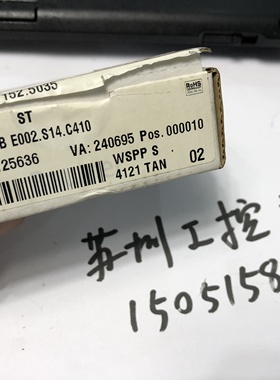 RoHS
152.5035
ST
B E002.S14.C410
25636 VA: 240695 Pos. 000010
WSPP S
4121 TAN 02
苏州工控
1505158